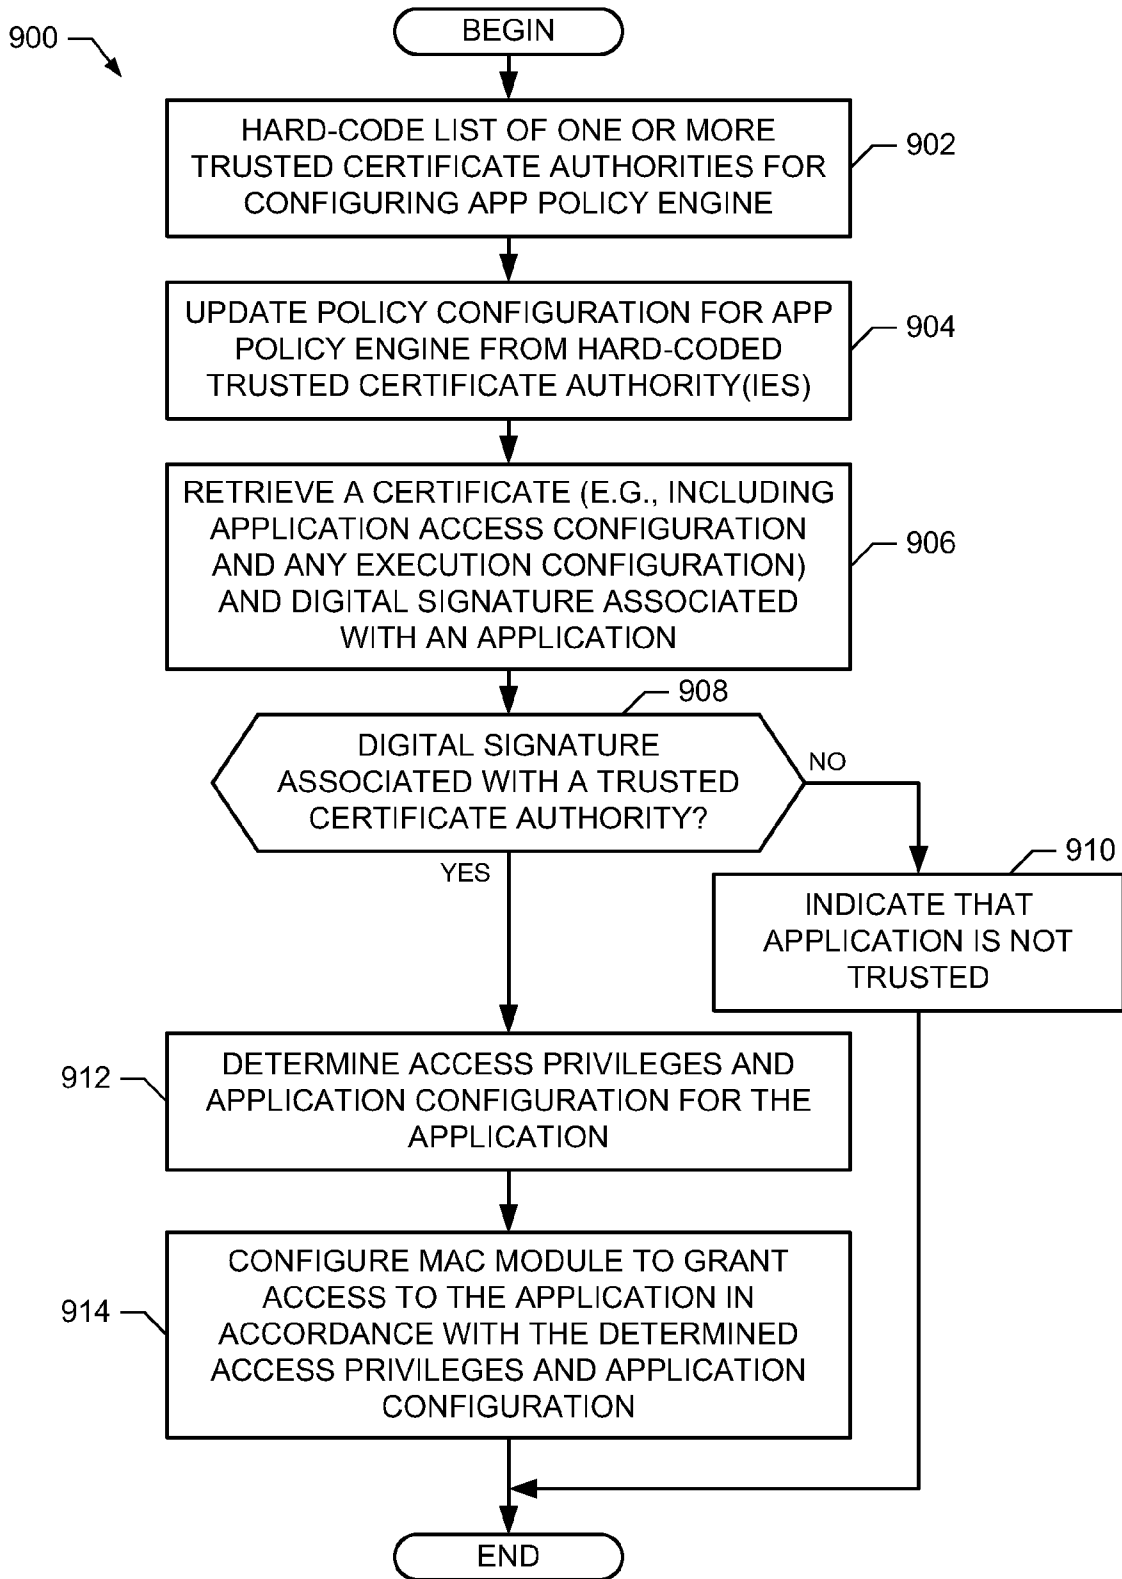 900
BEGIN
HARD-CODE LIST OF ONE OR MORE
TRUSTED CERTIFICATE AUTHORITIES FOR
CONFIGURING APP POLICY ENGINE
902
UPDATE POLICY CONFIGURATION FOR APP
POLICY ENGINE FROM HARD-CODED
TRUSTED CERTIFICATE AUTHORITY(IES)
904
RETRIEVE A CERTIFICATE (E.G., INCLUDING
APPLICATION ACCESS CONFIGURATION
AND ANY EXECUTION CONFIGURATION)
AND DIGITAL SIGNATURE ASSOCIATED
WITH AN APPLICATION
906
908
DIGITAL SIGNATURE
ASSOCIATED WITH A TRUSTED
CERTIFICATE AUTHORITY?
NO
YES
910
INDICATE THAT
APPLICATION IS NOT
TRUSTED
912
DETERMINE ACCESS PRIVILEGES AND
APPLICATION CONFIGURATION FOR THE
APPLICATION
914
CONFIGURE MAC MODULE TO GRANT
ACCESS TO THE APPLICATION IN
ACCORDANCE WITH THE DETERMINED
ACCESS PRIVILEGES AND APPLICATION
CONFIGURATION
END